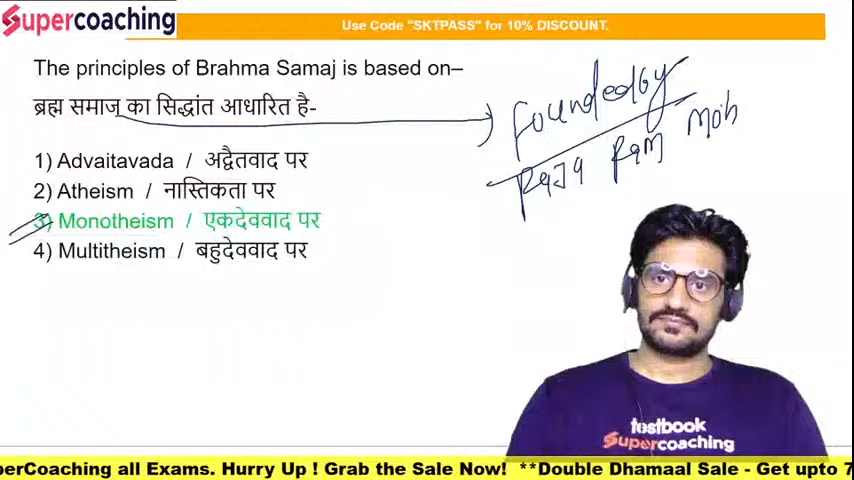 Supercoaching
Use Code "SKTPASS" for 10% DISCOUNT.
The principles of Brahma Samaj is based on–
ब्रह्म समाज का सिद्धांत आधारित है-
founded by
Raja Ram Moh
1) Advaitavada / अद्वैतवाद पर
2) Atheism / नास्तिकता पर
3) Monotheism / एकदेववाद पर
4) Multitheism / बहुदेववाद पर
testbook
Supercoaching
perCoaching all Exams. Hurry Up ! Grab the Sale Now! **Double Dhamaal Sale - Get upto 7